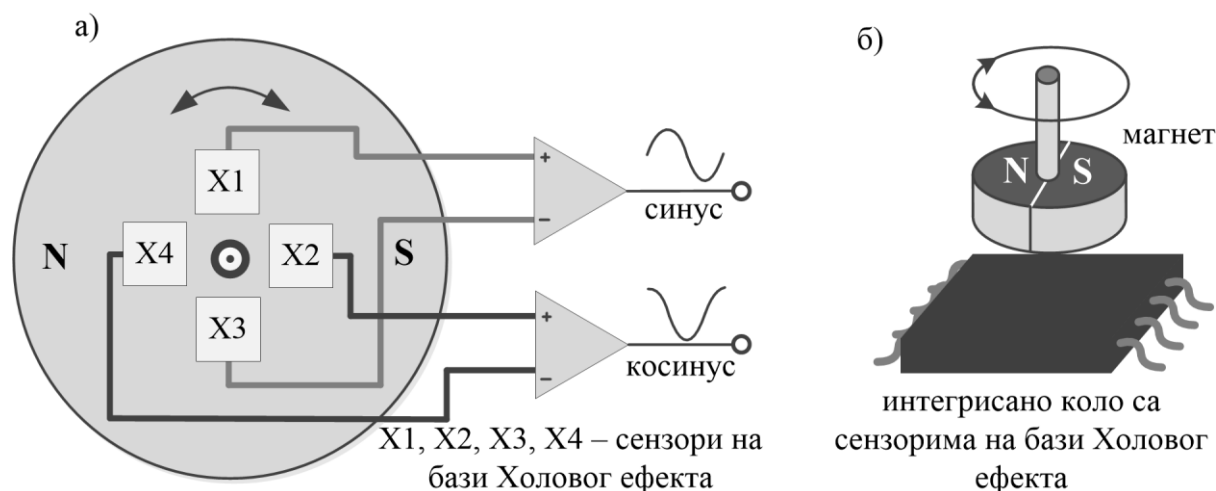 а)
X1
+
−
синус
N
X4
X2
S
X3
+
−
косинус
X1, X2, X3, X4 – сензори на
бази Холовог ефекта
б)
магнет
N S
интегрисано коло са
сензорима на бази Холовог
ефекта